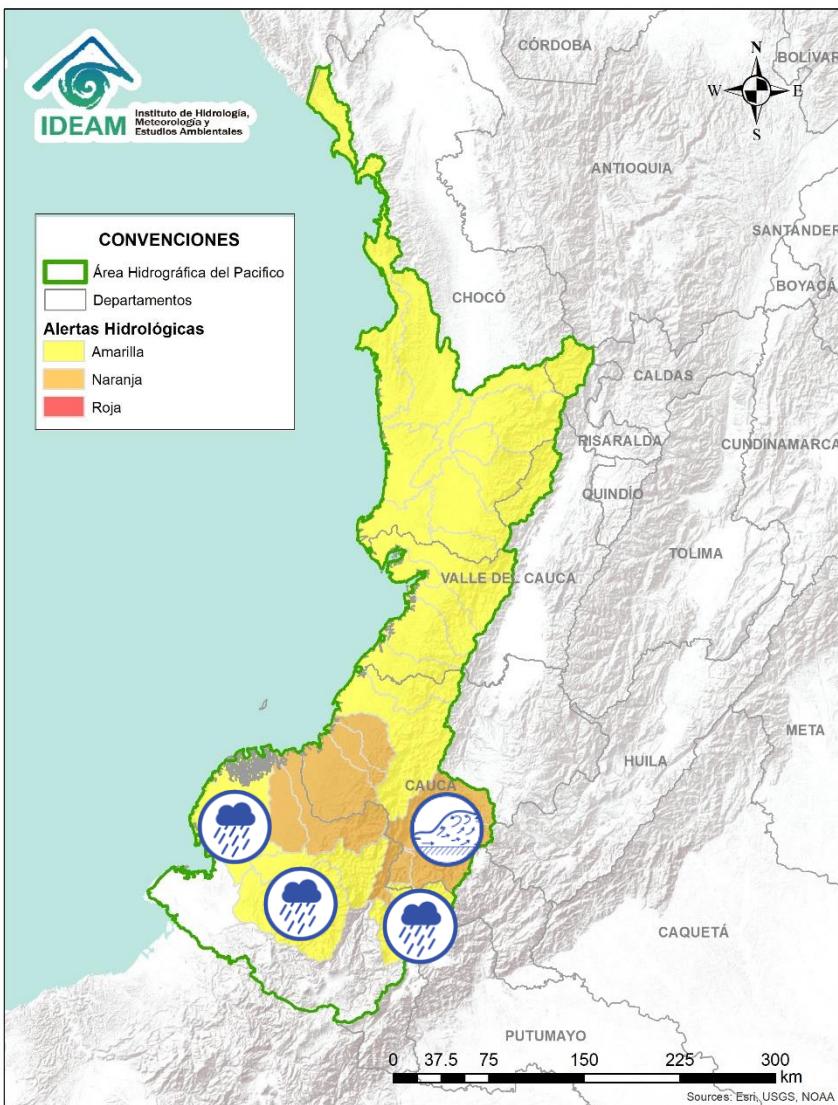 IDEAM
Instituto de Hidrología,
Meteorología y
Estudios Ambientales
N
W
E
S
CÓRDOBA
BOLÍVAR
ANTIOQUIA
SANTANDER
BOYACÁ
CONVENCIONES
Área Hidrográfica del Pacifico
Departamentos
Alertas Hidrológicas
Amarilla
Naranja
Roja
CHOCÓ
CALDAS
RISARALDA
CUNDINAMARCA
QUINDÍO
TOLIMA
VALLE DEL CAUCA
META
HUILA
CAUCA
CAQUETÁ
PUTUMAYO
0 37.5 75 150 225 300
km
Sources: Esri, USGS, NOAA